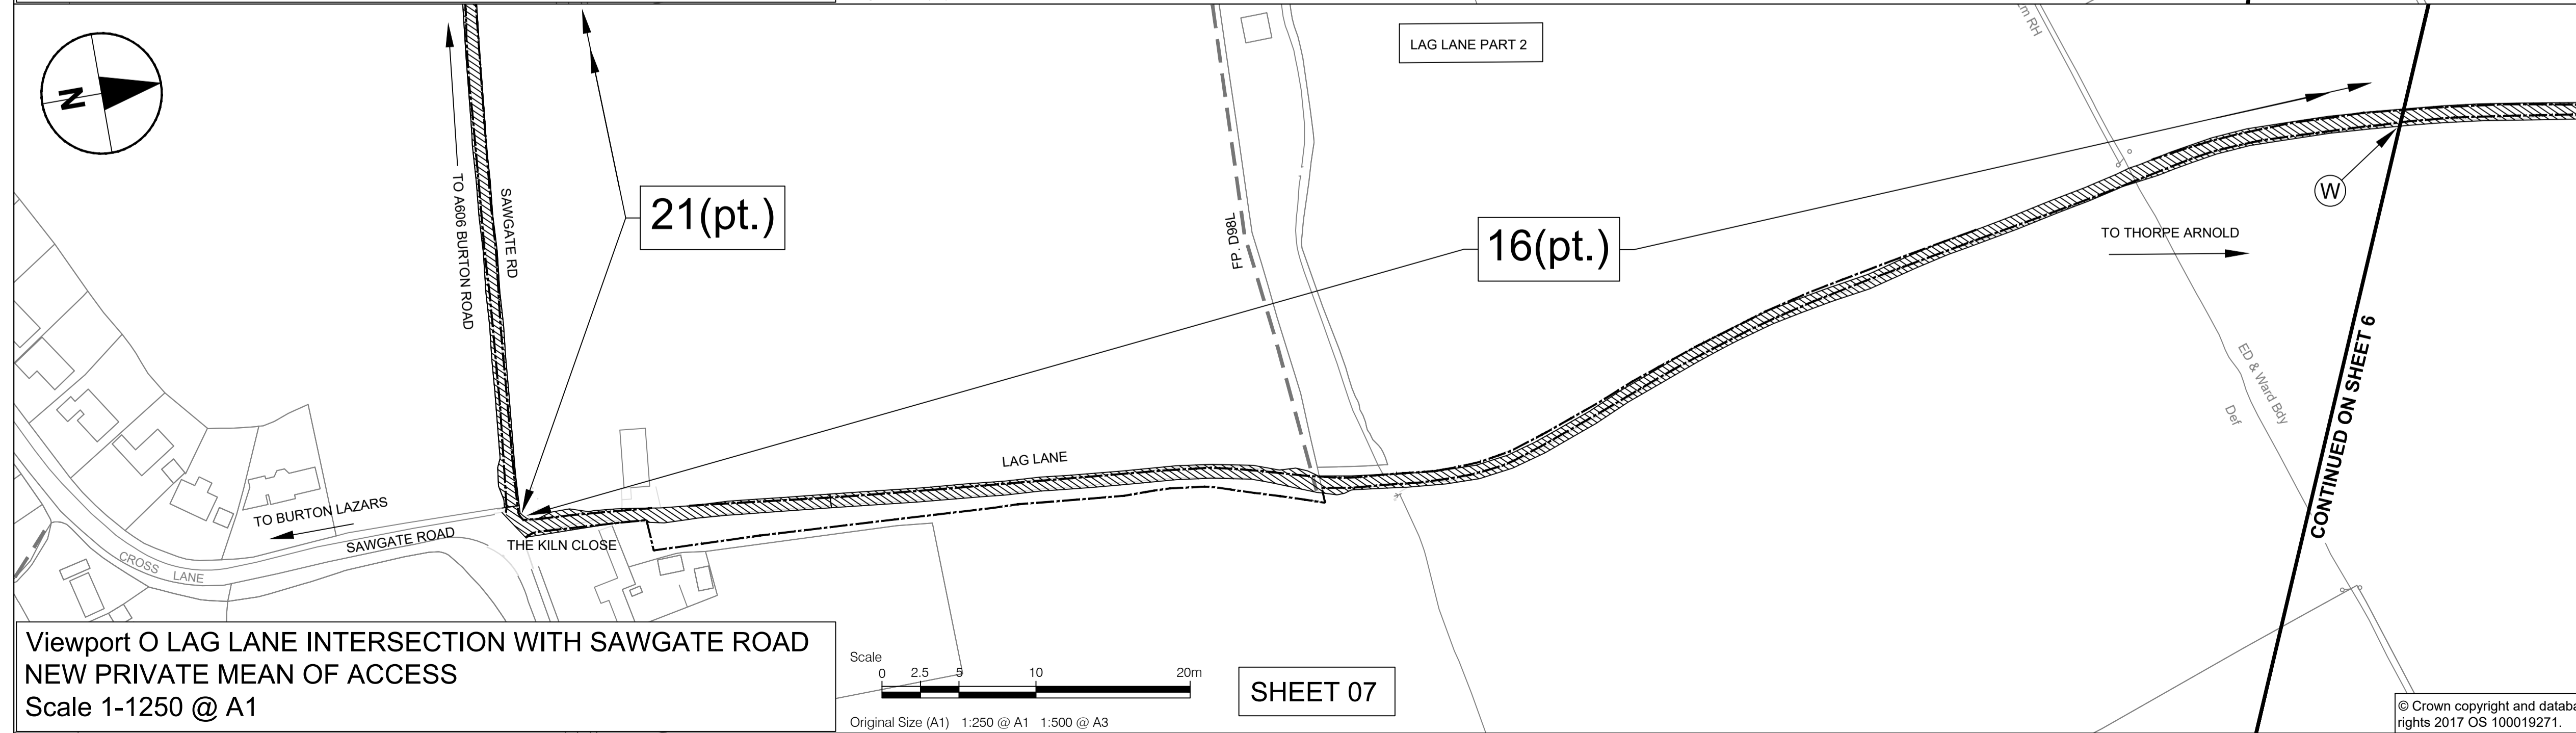 N
TO A606 BURTON ROAD
SAWGATE RD
21(pt.)
FP. D98L
LAG LANE PART 2
16(pt.)
W
TO THORPE ARNOLD
ED & Ward Bdy
Def
CONTINUED ON SHEET 6
LAG LANE
TO BURTON LAZARS
SAWGATE ROAD
THE KILN CLOSE
CROSS LANE
Viewport O LAG LANE INTERSECTION WITH SAWGATE ROAD
NEW PRIVATE MEAN OF ACCESS
Scale 1-1250 @ A1
Scale
0 2.5 5 10 20m
Original Size (A1) 1:250 @ A1 1:500 @ A3
SHEET 07
© Crown copyright and databa
rights 2017 OS 100019271.